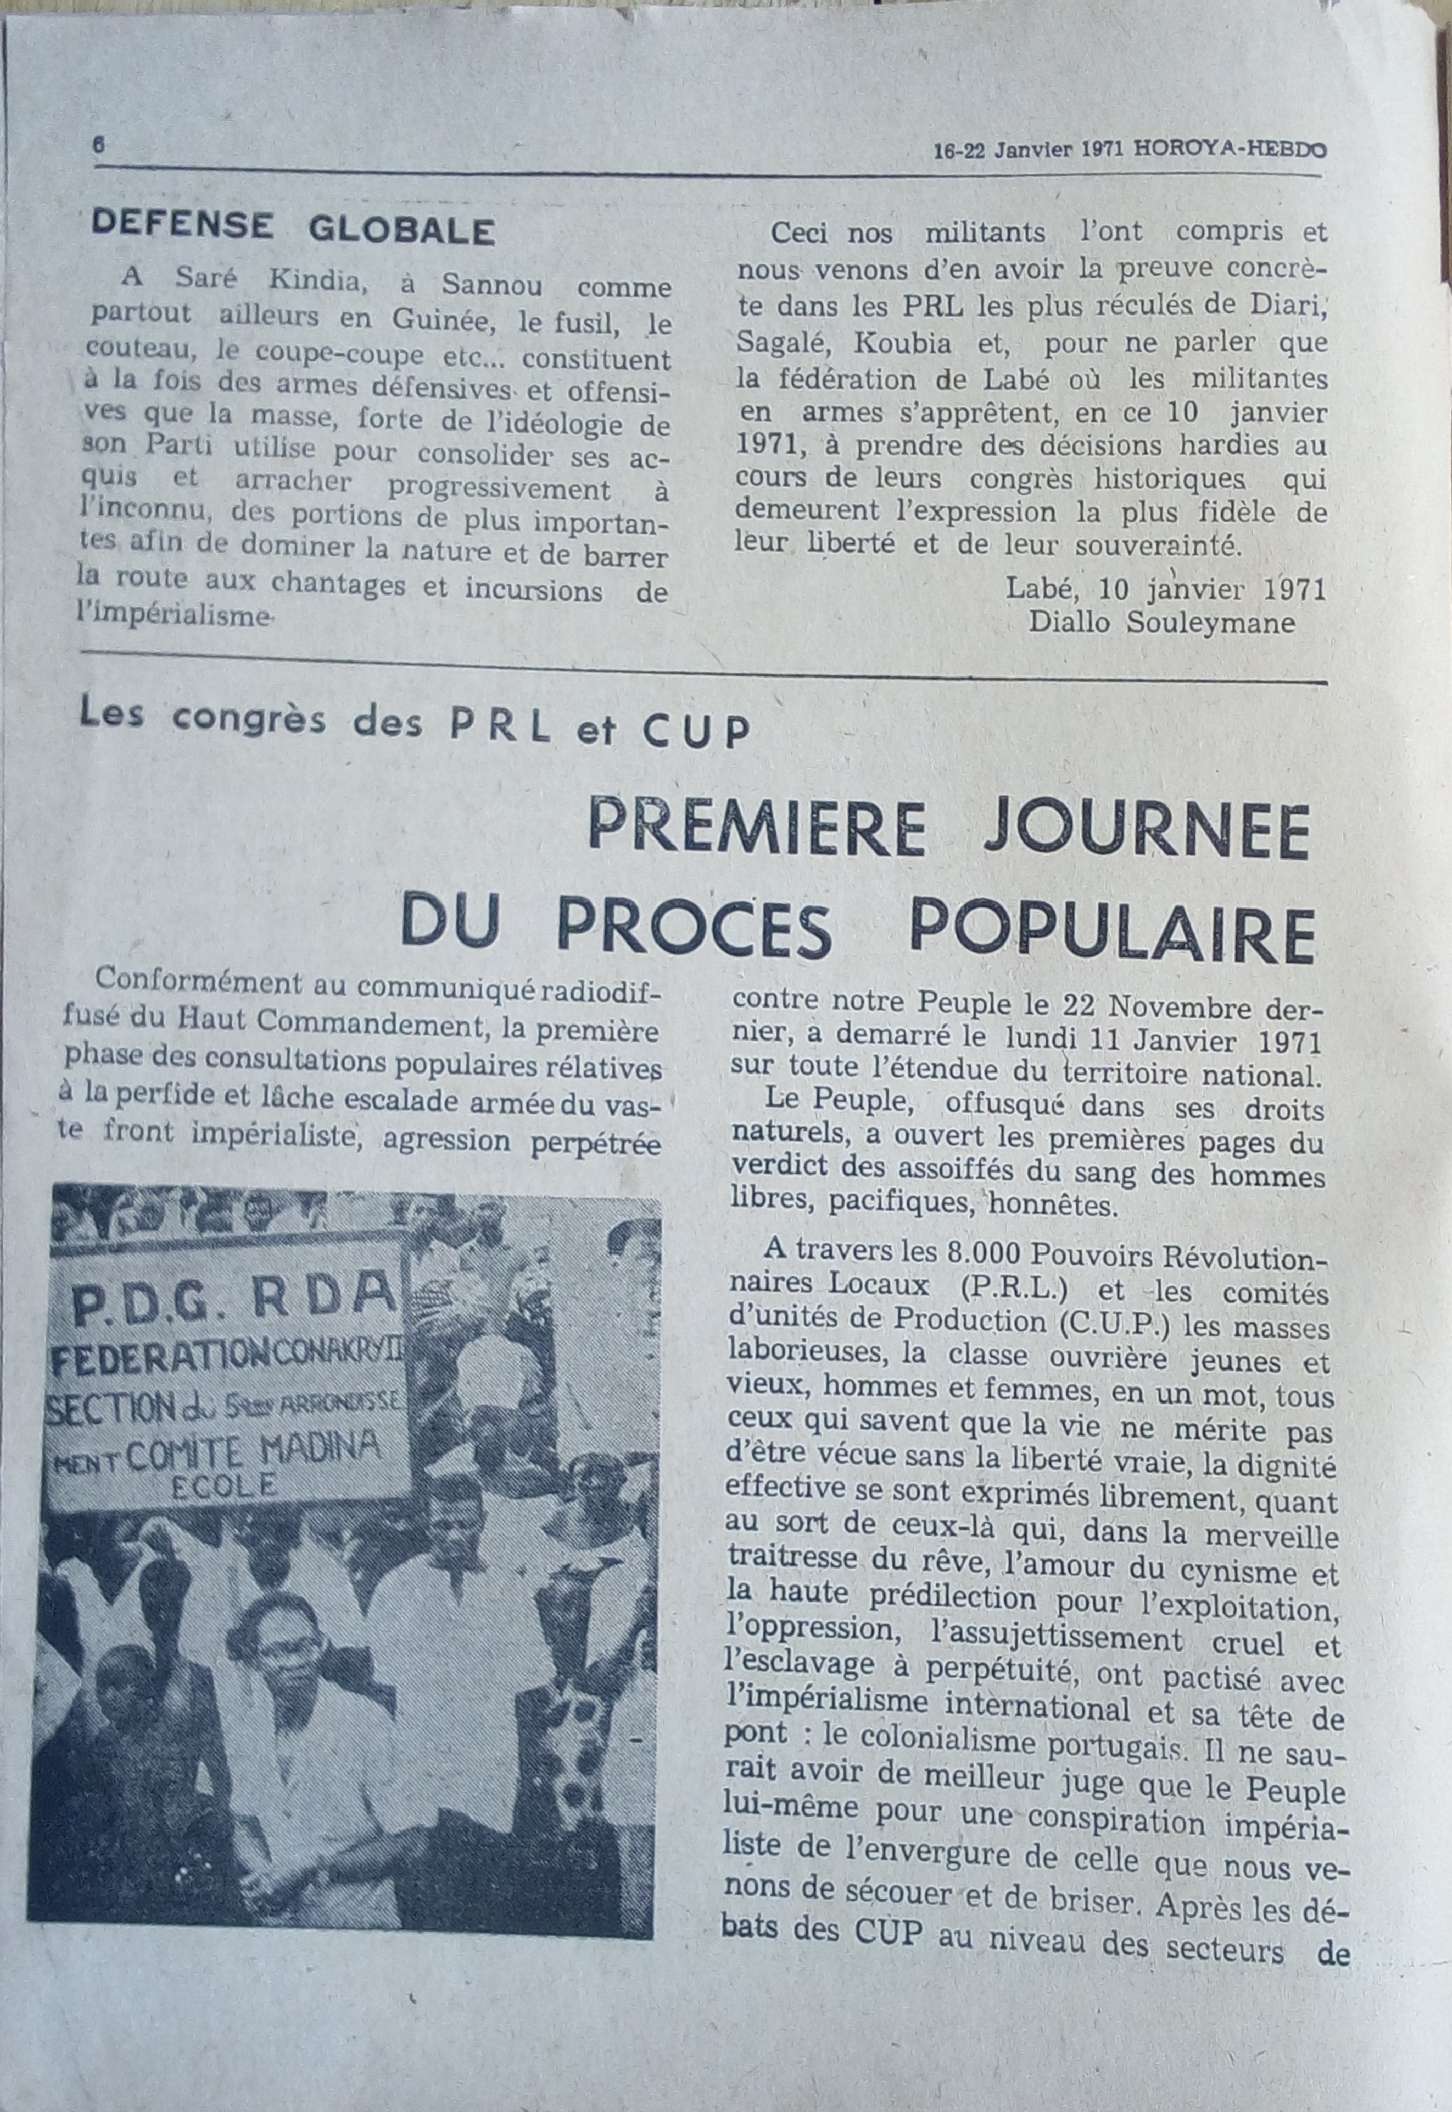 6
16-22 Janvier 1971 HOROYA-HEBDO
DEFENSE GLOBALE
A Saré Kindia, à Sannou comme
partout ailleurs en Guinée, le fusil, le
couteau, le coupe-coupe etc... constituent
à la fois des armes défensives et offensi-
ves que la masse, forte de l'idéologie de
son Parti utilise pour consolider ses ac-
quis et arracher progressivement à
l'inconnu, des portions de plus importan-
tes afin de dominer la nature et de barrer
la route aux chantages et incursions de
l'impérialisme
Ceci nos militants l'ont compris et
nous venons d'en avoir la preuve concrè-
te dans les PRL les plus réculés de Diari,
Sagalé, Koubia et, pour ne parler que
la fédération de Labé où les militantes
en armes s'apprêtent, en ce 10 janvier
1971, à prendre des décisions hardies au
cours de leurs congrès historiques qui
demeurent l'expression la plus fidèle de
leur liberté et de leur souverainté.
Labé, 10 janvier 1971
Diallo Souleymane
Les congrès des PRL et CUP
PREMIERE JOURNEE
DU PROCES POPULAIRE
Conformément au communiqué radiodif-
fusé du Haut Commandement, la première
phase des consultations populaires rélatives
à la perfide et lâche escalade armée du vas-
te front impérialiste, agression perpétrée
P.D.G. RDA
FEDERATION CONAKRY II
SECTION du 5eme ARRONDISSE
MENT COMITE MADINA
ECOLE
contre notre Peuple le 22 Novembre der-
nier, a demarré le lundi 11 Janvier 1971
sur toute l'étendue du territoire national.
Le Peuple, offusqué dans ses droits
naturels, a ouvert les premières pages du
verdict des assoiffés du sang des hommes
libres, pacifiques, honnêtes.
A travers les 8.000 Pouvoirs Révolution-
naires Locaux (P.R.L.) et les comités
d'unités de Production (C.U.P.) les masses
laborieuses, la classe ouvrière jeunes et
vieux, hommes et femmes, en un mot, tous
ceux qui savent que la vie ne mérite pas
d'être vécue sans la liberté vraie, la dignité
effective se sont exprimés librement, quant
au sort de ceux-là qui, dans la merveille
traitresse du rêve, l'amour du cynisme et
la haute prédilection pour l'exploitation,
l'oppression, l'assujettissement cruel et
l'esclavage à perpétuité, ont pactisé avec
l'impérialisme international et sa tête de
pont : le colonialisme portugais. Il ne sau-
rait avoir de meilleur juge que le Peuple
lui-même pour une conspiration impéria-
liste de l'envergure de celle que nous ve-
nons de sécouer et de briser. Après les dé-
bats des CUP au niveau des secteurs de